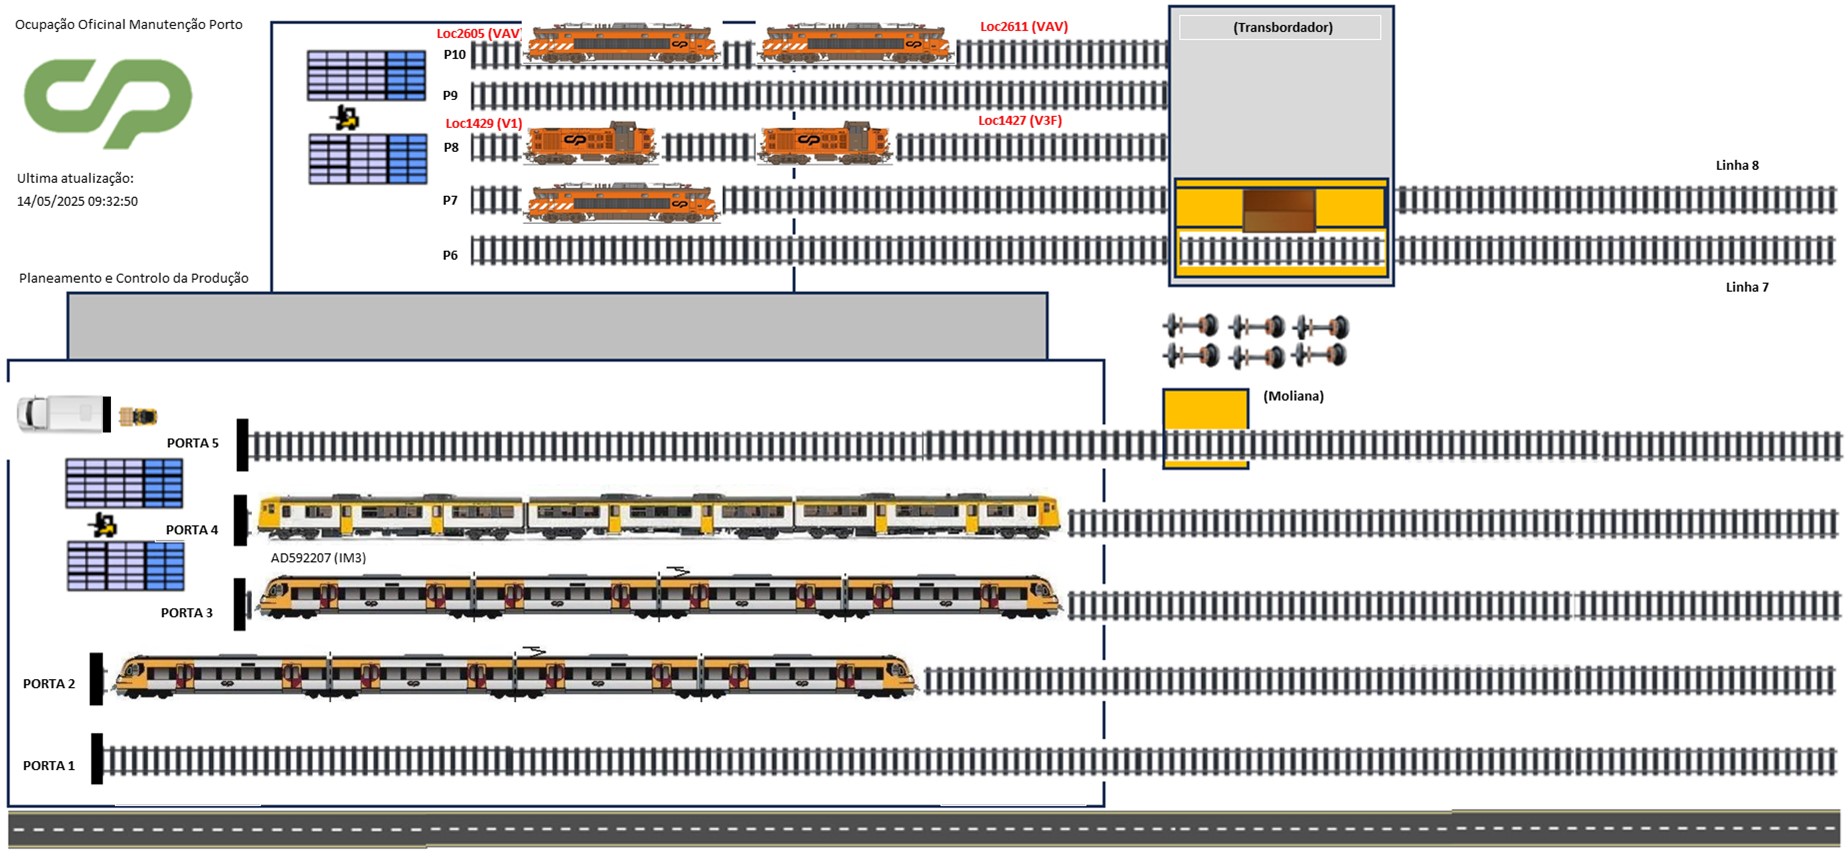 Ocupação Oficinal Manutenção Porto
CP
Ultima atualização:
14/05/2025 09:32:50
Planeamento e Controlo da Produção
Loc2605 (VAV)
Loc2611 (VAV)
P10
P9
Loc1429 (V1)
Loc1427 (V3F)
P8
P7
P6
(Transbordador)
Linha 8
Linha 7
(Moliana)
PORTA 5
PORTA 4
AD592207 (IM3)
PORTA 3
PORTA 2
PORTA 1